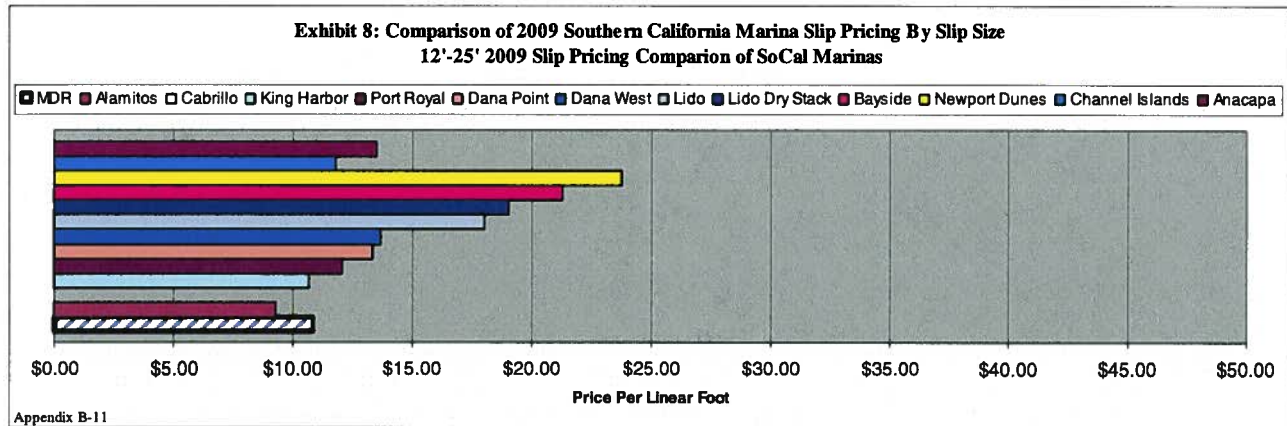 Exhibit 8: Comparison of 2009 Southern California Marina Slip Pricing By Slip Size
12'-25' 2009 Slip Pricing Comparion of SoCal Marinas
MDR Alamitos Cabrillo King Harbor Port Royal Dana Point Dana West Lido Lido Dry Stack Bayside Newport Dunes Channel Islands Anacapa
$0.00 $5.00 $10.00 $15.00 $20.00 $25.00 $30.00 $35.00 $40.00 $45.00 $50.00
Price Per Linear Foot
Appendix B-11